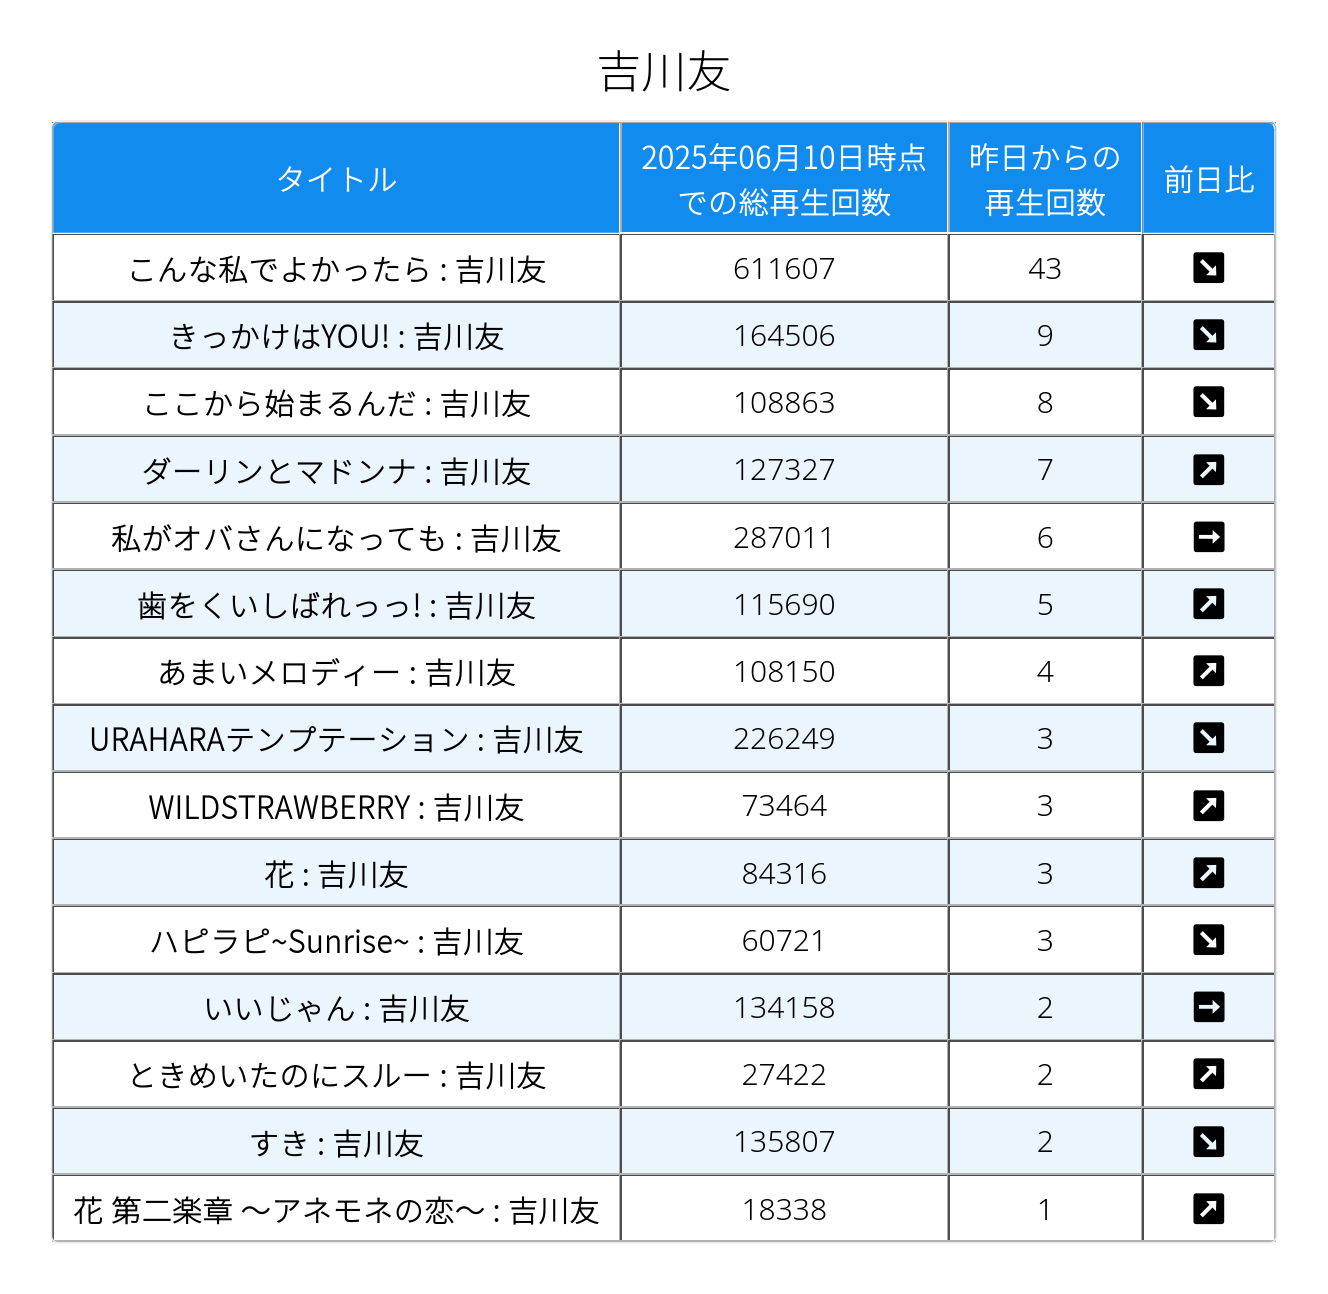 吉川友
タイトル
2025年06月10日時点
での総再生回数
昨日からの
再生回数
前日比
こんな私でよかったら : 吉川友 611607 43 ↘
きっかけはYOU! : 吉川友 164506 9 ↘
ここから始まるんだ : 吉川友 108863 8 ↘
ダーリンとマドンナ : 吉川友 127327 7 ↗
私がオバさんになっても : 吉川友 287011 6 →
歯をくいしばれっっ! : 吉川友 115690 5 ↗
あまいメロディー : 吉川友 108150 4 ↗
URAHARAテンプテーション : 吉川友 226249 3 ↘
WILDSTRAWBERRY : 吉川友 73464 3 ↗
花 : 吉川友 84316 3 ↗
ハピラピ~Sunrise~ : 吉川友 60721 3 ↘
いいじゃん : 吉川友 134158 2 →
ときめいたのにスルー : 吉川友 27422 2 ↗
すき : 吉川友 135807 2 ↘
花 第二楽章 〜アネモネの恋〜 : 吉川友 18338 1 ↗